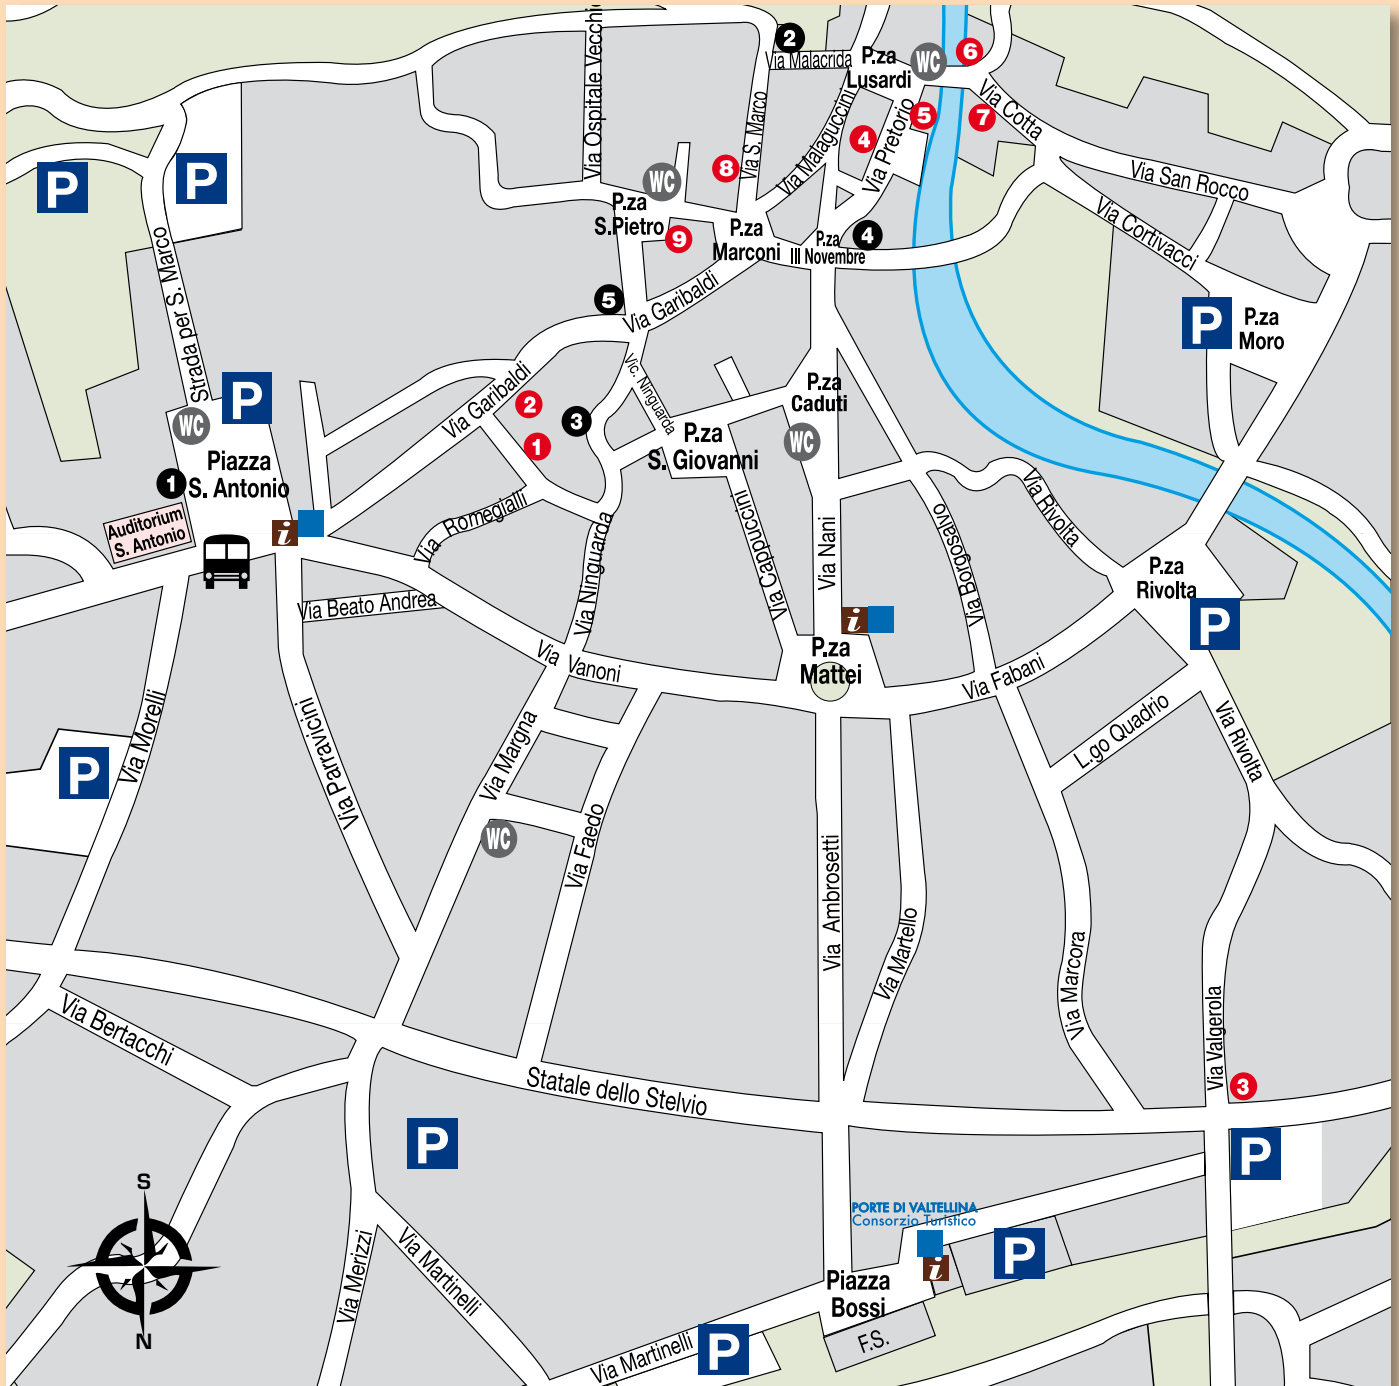 Via Ospitale Vecchio
2
Via Malacrida
P.za
Lusardi
WC
6
Via Cotta
7
5
4
Via Pretorio
Via Malaguccini
Via S. Marco
8
P
P
WC
P.za
S.Pietro
9
P.za
Marconi
P.za
III Novembre
4
Via San Rocco
Via Cortivacci
Strada per S. Marco
5
Via Garibaldi
P
P.za
Moro
Vic. Ninguarda
P
WC
Via Garibaldi
2
1
3
P.za
Caduti
WC
P.za
S. Giovanni
1
Piazza
S. Antonio
Auditorium
S. Antonio
i
Via Romegialli
Via Ninguarda
Via Cappuccini
Via Nani
Via Borgosalvo
Via Rivolta
P.za
Rivolta
P
Via Beato Andrea
i
P.za
Mattei
Via Vanoni
Via Fabani
L.go Quadrio
Via Rivolta
Via Morelli
P
Via Parravicini
Via Margna
WC
Via Faedo
Via Ambrosetti
Via Martello
Via Marcora
Via Valgerola
3
Via Bertacchi
Statale dello Stelvio
P
P
S
N
Via Merizzi
Via Martinelli
PORTE DI VALTELLINA
Consorzio Turistico
i
P
Piazza
Bossi
F.S.
Via Martinelli
P